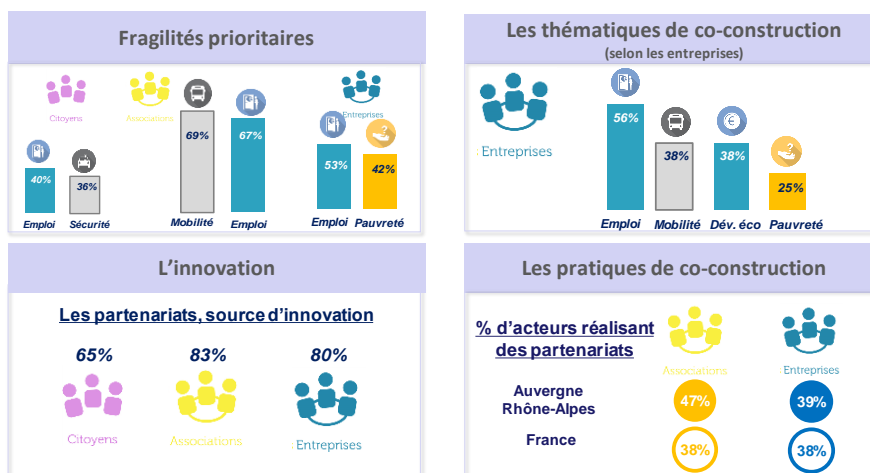 Fragilités prioritaires
Citoyens
Associations
Entreprises
40%
36%
69%
67%
53%
42%
Emploi Sécurité
Mobilité Emploi
Emploi Pauvreté
Les thématiques de co-construction
(selon les entreprises)
Entreprises
56%
38%
38%
25%
Emploi Mobilité Dév. éco Pauvreté
L'innovation
Les partenariats, source d'innovation
65% 83% 80%
Citoyens Associations Entreprises
Les pratiques de co-construction
% d'acteurs réalisant
des partenariats
Associations Entreprises
Auvergne
Rhône-Alpes
47% 39%
France
38% 38%